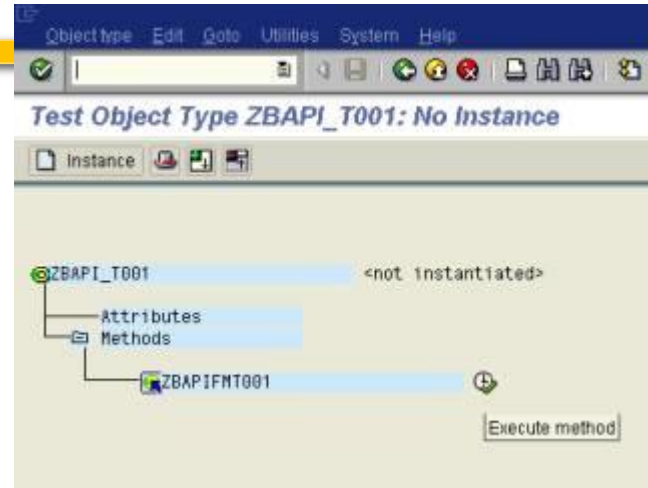 Object type Edit Goto Utilities System Help
Test Object Type ZBAPI_T001: No Instance
Instance
ZBAPI_T001 <not instantiated>
Attributes
Methods
ZBAPIFMT001
Execute method